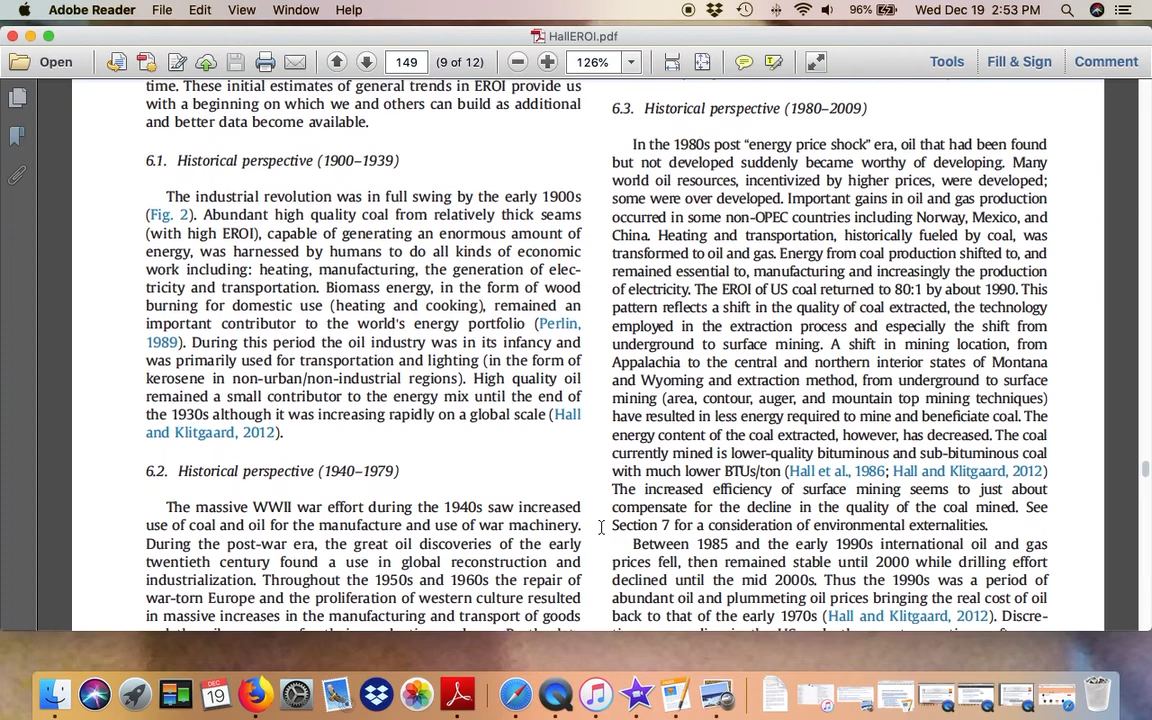 Adobe Reader File Edit View Window Help 96% Wed Dec 19 2:53 PM
HallEROI.pdf
Open 149 (9 of 12) 126% Tools Fill & Sign Comment
time. These initial estimates of general trends in EROI provide us
with a beginning on which we and others can build as additional
and better data become available.
6.1. Historical perspective (1900–1939)
The industrial revolution was in full swing by the early 1900s
(Fig. 2). Abundant high quality coal from relatively thick seams
(with high EROI), capable of generating an enormous amount of
energy, was harnessed by humans to do all kinds of economic
work including: heating, manufacturing, the generation of elec-
tricity and transportation. Biomass energy, in the form of wood
burning for domestic use (heating and cooking), remained an
important contributor to the world's energy portfolio (Perlin,
1989). During this period the oil industry was in its infancy and
was primarily used for transportation and lighting (in the form of
kerosene in non-urban/non-industrial regions). High quality oil
remained a small contributor to the energy mix until the end of
the 1930s although it was increasing rapidly on a global scale (Hall
and Klitgaard, 2012).
6.2. Historical perspective (1940–1979)
The massive WWII war effort during the 1940s saw increased
use of coal and oil for the manufacture and use of war machinery.
During the post-war era, the great oil discoveries of the early
twentieth century found a use in global reconstruction and
industrialization. Throughout the 1950s and 1960s the repair of
war-torn Europe and the proliferation of western culture resulted
in massive increases in the manufacturing and transport of goods
6.3. Historical perspective (1980–2009)
In the 1980s post “energy price shock” era, oil that had been found
but not developed suddenly became worthy of developing. Many
world oil resources, incentivized by higher prices, were developed;
some were over developed. Important gains in oil and gas production
occurred in some non-OPEC countries including Norway, Mexico, and
China. Heating and transportation, historically fueled by coal, was
transformed to oil and gas. Energy from coal production shifted to, and
remained essential to, manufacturing and increasingly the production
of electricity. The EROI of US coal returned to 80:1 by about 1990. This
pattern reflects a shift in the quality of coal extracted, the technology
employed in the extraction process and especially the shift from
underground to surface mining. A shift in mining location, from
Appalachia to the central and northern interior states of Montana
and Wyoming and extraction method, from underground to surface
mining (area, contour, auger, and mountain top mining techniques)
have resulted in less energy required to mine and beneficiate coal. The
energy content of the coal extracted, however, has decreased. The coal
currently mined is lower-quality bituminous and sub-bituminous coal
with much lower BTUs/ton (Hall et al., 1986; Hall and Klitgaard, 2012)
The increased efficiency of surface mining seems to just about
compensate for the decline in the quality of the coal mined. See
Section 7 for a consideration of environmental externalities.
Between 1985 and the early 1990s international oil and gas
prices fell, then remained stable until 2000 while drilling effort
declined until the mid 2000s. Thus the 1990s was a period of
abundant oil and plummeting oil prices bringing the real cost of oil
back to that of the early 1970s (Hall and Klitgaard, 2012). Discre-
DEC
19